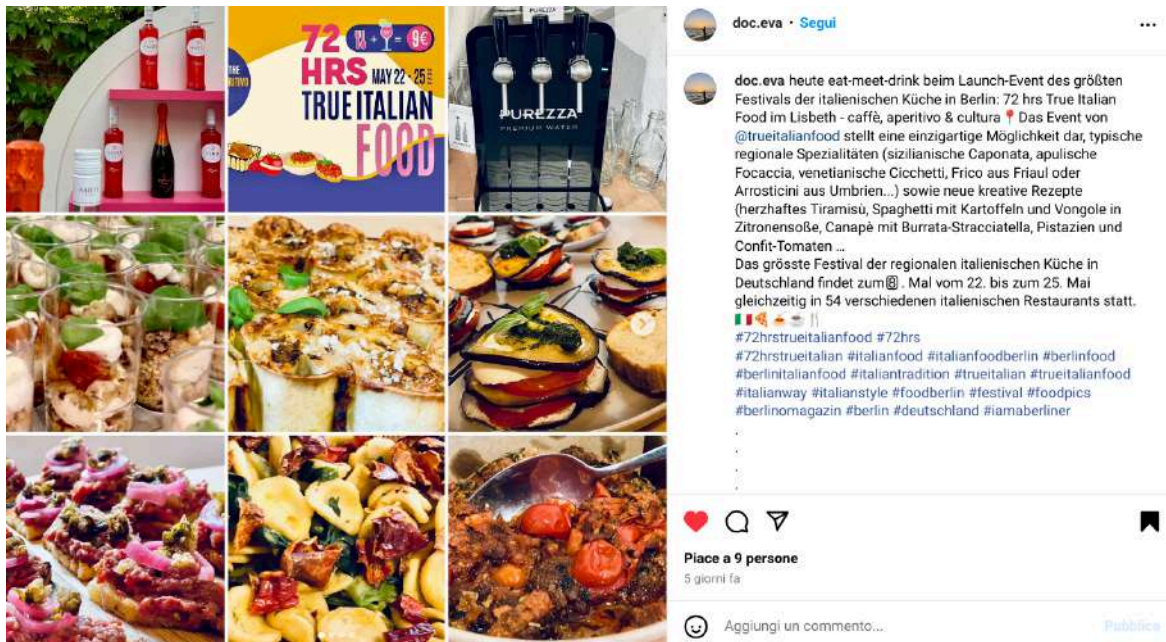 72
+ = 9€
HRS MAY 22 - 25
TRUE ITALIAN
FOOD
THE
PUREZZA
PREMIUM WATER
doc.eva • Segui
doc.eva heute eat-meet-drink beim Launch-Event des größten
Festivals der italienischen Küche in Berlin: 72 hrs True Italian
Food im Lisbeth - caffè, aperitivo & cultura 📍 Das Event von
@trueitalianfood stellt eine einzigartige Möglichkeit dar, typische
regionale Spezialitäten (sizilianische Caponata, apulische
Focaccia, venetianische Cicchetti, Frico aus Friaul oder
Arrosticini aus Umbrien...) sowie neue kreative Rezepte
(herzhaftes Tiramisù, Spaghetti mit Kartoffeln und Vongole in
Zitronensoße, Canapè mit Burrata-Stracciatella, Pistazien und
Confit-Tomaten ...
Das grösste Festival der regionalen italienischen Küche in
Deutschland findet zum 8 . Mal vom 22. bis zum 25. Mai
gleichzeitig in 54 verschiedenen italienischen Restaurants statt.
🇮🇹🍕🍝☕🍴
#72hrstrueitalianfood #72hrs
#72hrstrueitalian #italianfood #italianfoodberlin #berlinfood
#berlinitalianfood #italiantradition #trueitalian #trueitalianfood
#italianway #italianstyle #foodberlin #festival #foodpics
#berlinomagazin #berlin #deutschland #iamaberliner
.
.
.
.
Piace a 9 persone
5 giorni fa
Aggiungi un commento...
Pubblica